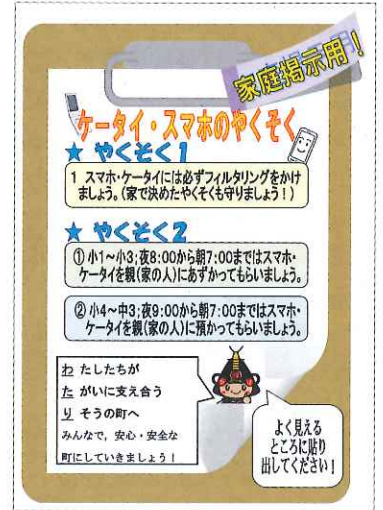 家庭掲示用！
ケータイ・スマホのやくそく
★ やくそく1
1 スマホ・ケータイには必ずフィルタリングをかけ
ましょう。（家で決めたやくそくも守りましょう！）
★ やくそく2
①小1～小3；夜8:00から朝7:00まではスマホ・
ケータイを親（家の人）にあずかってもらいましょう。
②小4～中3；夜9:00から朝7:00まではスマホ・
ケータイを親（家の人）に預かってもらいましょう。
わ たしたちが
た がいに支え合う
り そうの町へ
みんなで，安心・安全な
町にしていきましょう！
よく見える
ところに貼り
出してください！